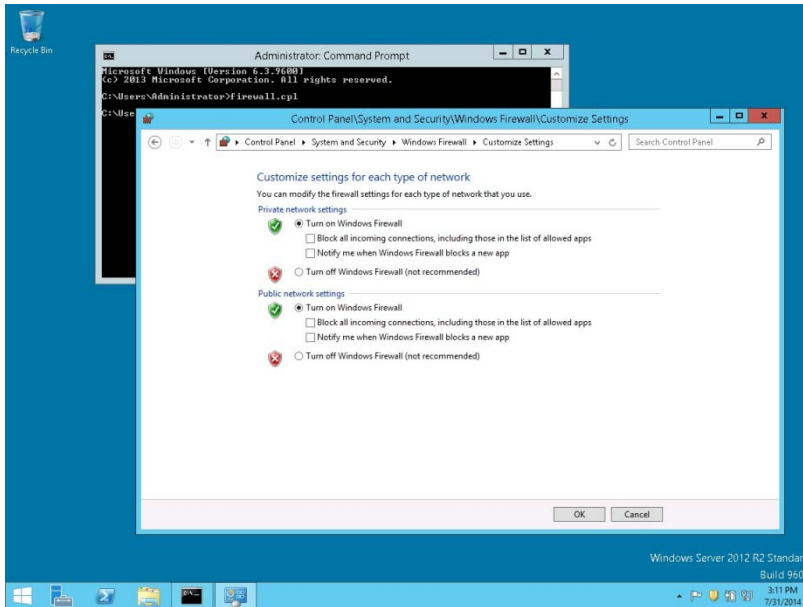 Recycle Bin
Administrator: Command Prompt
Microsoft Windows [Version 6.3.9600]
(c) 2013 Microsoft Corporation. All rights reserved.
C:\Users\Administrator>firewall.cpl
C:\Use
Control Panel\System and Security\Windows Firewall\Customize Settings
Control Panel ▸ System and Security ▸ Windows Firewall ▸ Customize Settings
Search Control Panel
Customize settings for each type of network
You can modify the firewall settings for each type of network that you use.
Private network settings
Turn on Windows Firewall
Block all incoming connections, including those in the list of allowed apps
Notify me when Windows Firewall blocks a new app
Turn off Windows Firewall (not recommended)
Public network settings
Turn on Windows Firewall
Block all incoming connections, including those in the list of allowed apps
Notify me when Windows Firewall blocks a new app
Turn off Windows Firewall (not recommended)
OK
Cancel
Windows Server 2012 R2 Standar
Build 960
3:11 PM
7/31/2014